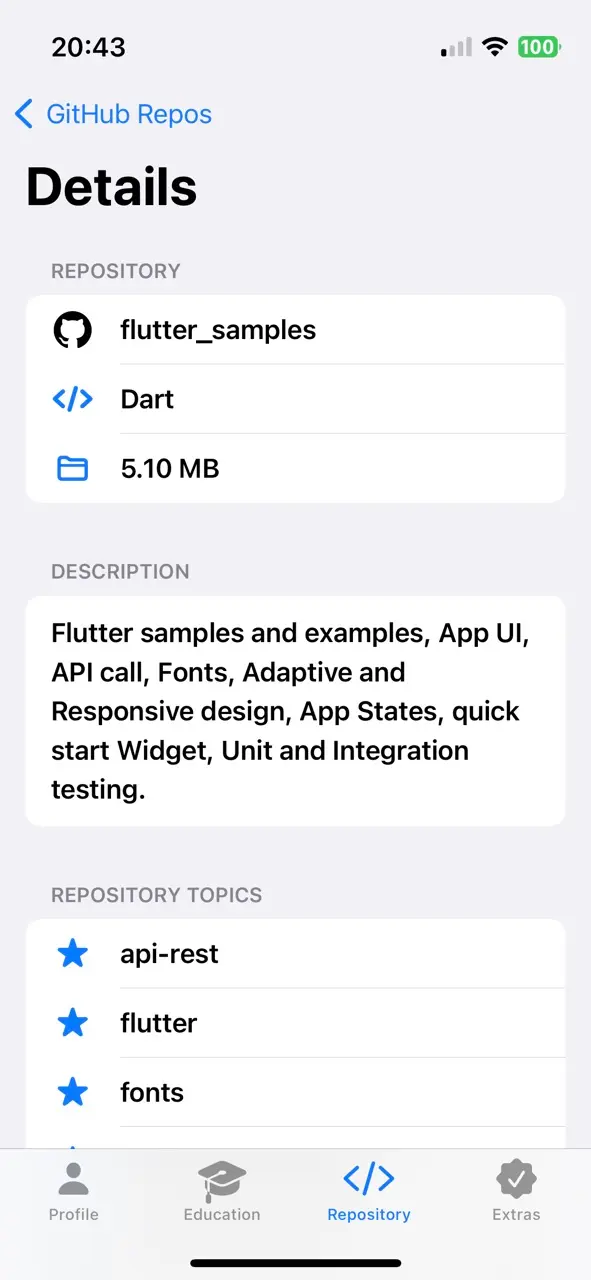 20:43
100
GitHub Repos
Details
REPOSITORY
flutter_samples
Dart
5.10 MB
DESCRIPTION
Flutter samples and examples, App UI,
API call, Fonts, Adaptive and
Responsive design, App States, quick
start Widget, Unit and Integration
testing.
REPOSITORY TOPICS
api-rest
flutter
fonts
Profile
Education
Repository
Extras